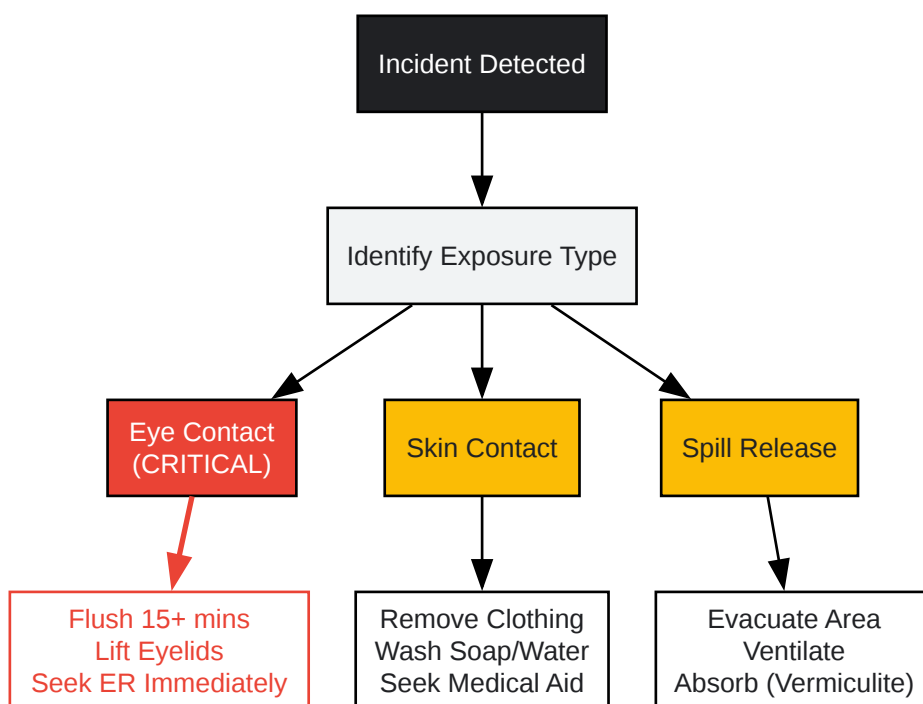 Incident Detected
Identify Exposure Type
Eye Contact
(CRITICAL)
Skin Contact
Spill Release
Flush 15+ mins
Lift Eyelids
Seek ER Immediately
Remove Clothing
Wash Soap/Water
Seek Medical Aid
Evacuate Area
Ventilate
Absorb (Vermiculite)